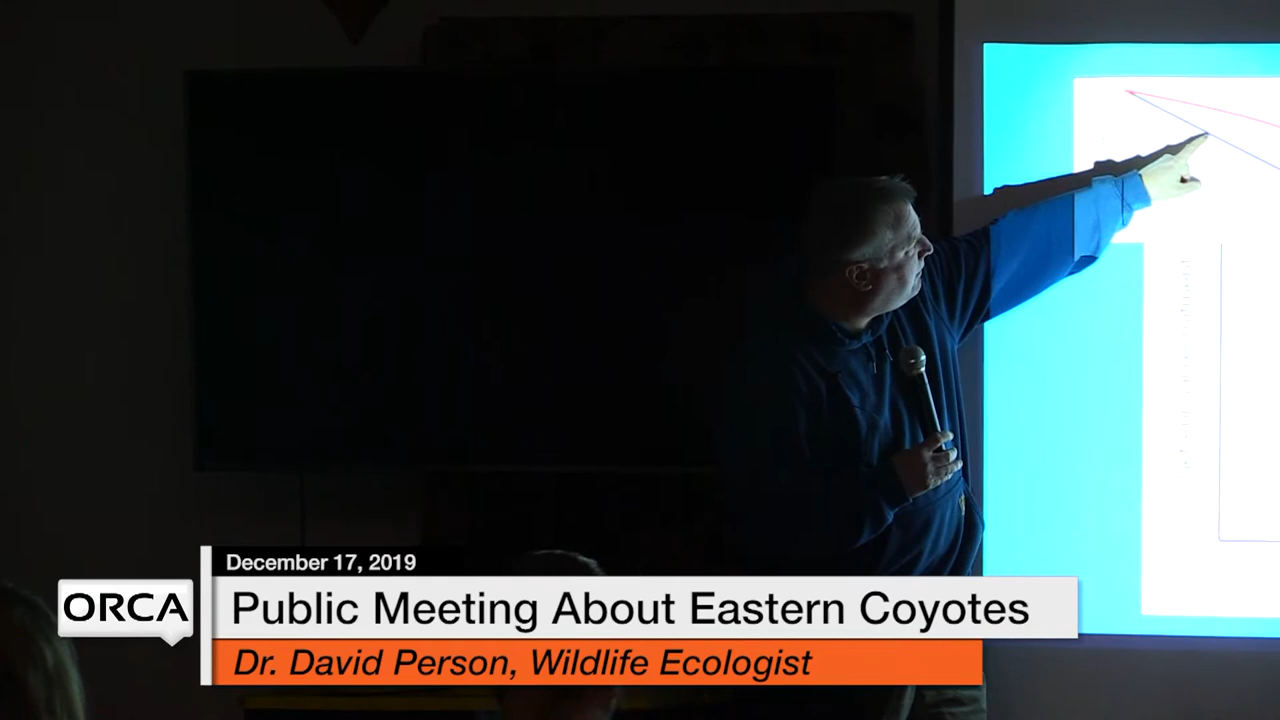 December 17, 2019
ORCA
Public Meeting About Eastern Coyotes
Dr. David Person, Wildlife Ecologist